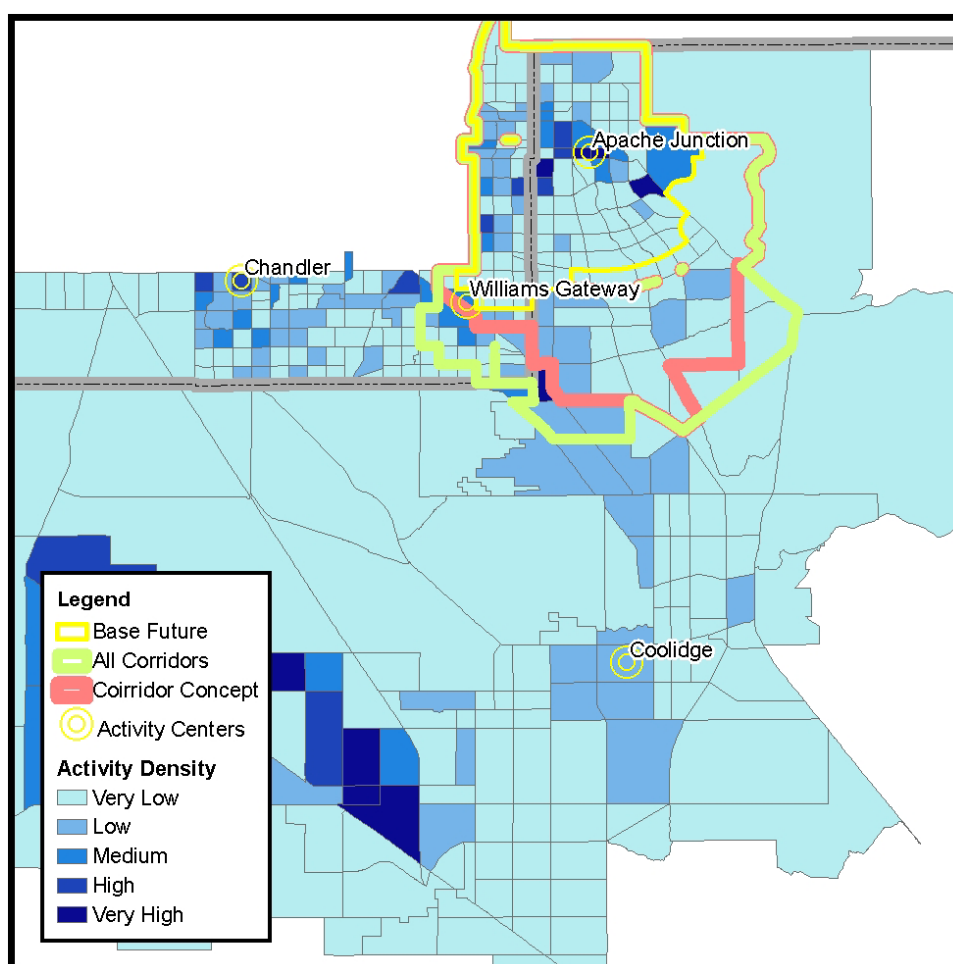 Apache Junction
Chandler
Williams Gateway
Coolidge
Legend
Base Future
All Corridors
Coirridor Concept
Activity Centers
Activity Density
Very Low
Low
Medium
High
Very High